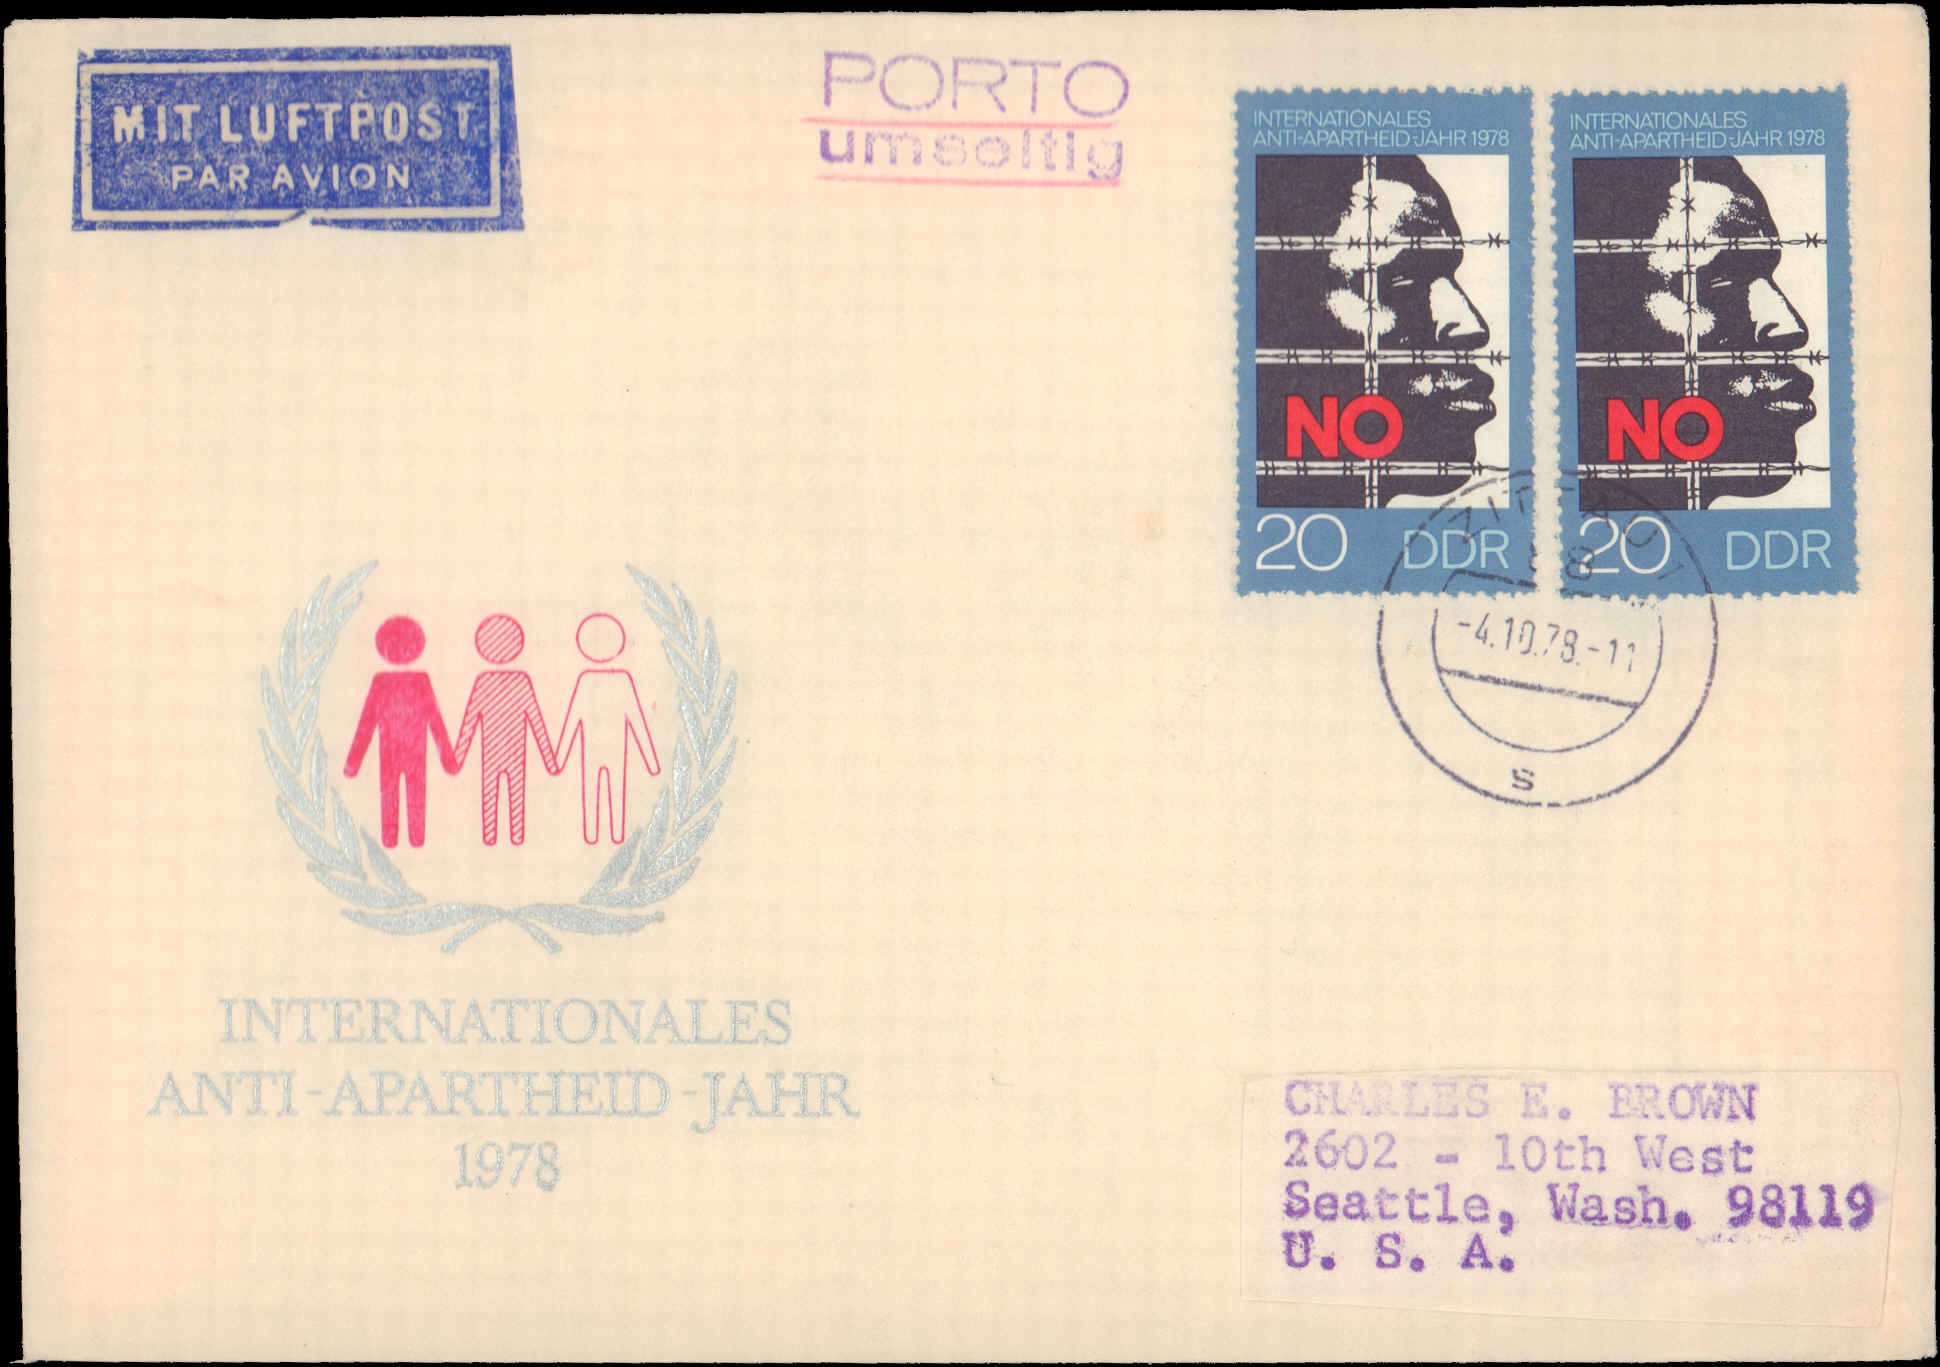 MIT LUFTPOST
PAR AVION
PORTO
umseitig
INTERNATIONALES
ANTI-APARTHEID-JAHR 1978
NO
20 DDR
INTERNATIONALES
ANTI-APARTHEID-JAHR 1978
NO
20 DDR
-4.10.78.-11
s
INTERNATIONALES
ANTI-APARTHEID-JAHR
1978
CHARLES E. BROWN
2602 - 10th West
Seattle, Wash. 98119
U. S. A.